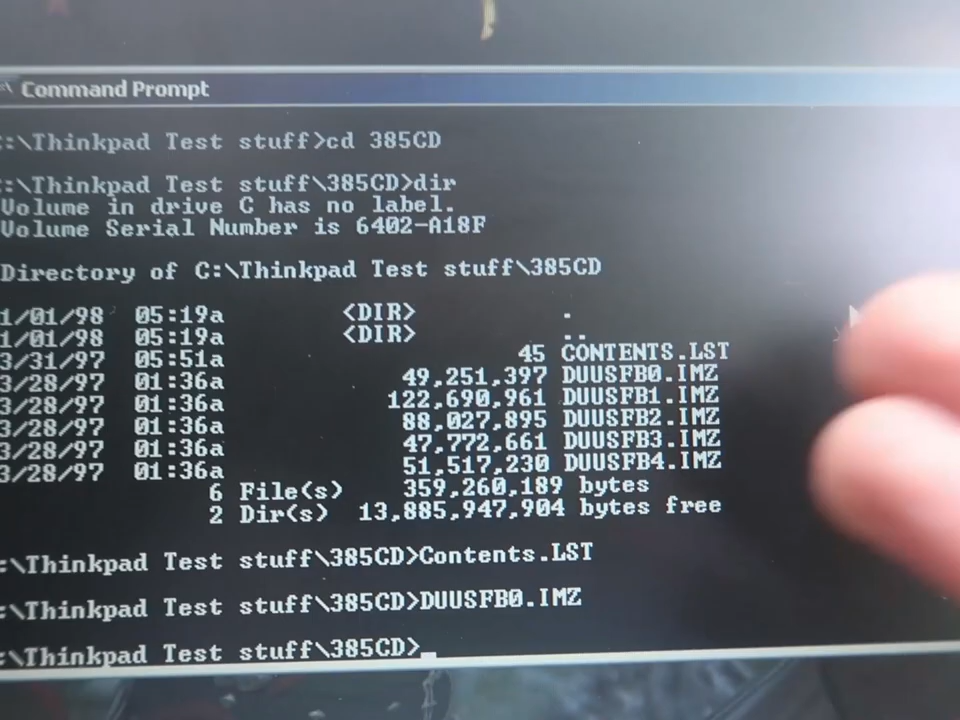 Command Prompt
:\Thinkpad Test stuff>cd 385CD
:\Thinkpad Test stuff\385CD>dir
Volume in drive C has no label.
Volume Serial Number is 6402-A18F
Directory of C:\Thinkpad Test stuff\385CD
1/01/98 05:19a <DIR> .
1/01/98 05:19a <DIR> ..
3/31/97 05:51a 45 CONTENTS.LST
3/28/97 01:36a 49,251,397 DUUSFB0.IMZ
3/28/97 01:36a 122,690,961 DUUSFB1.IMZ
3/28/97 01:36a 88,027,895 DUUSFB2.IMZ
3/28/97 01:36a 47,772,661 DUUSFB3.IMZ
3/28/97 01:36a 51,517,230 DUUSFB4.IMZ
6 File(s) 359,260,189 bytes
2 Dir(s) 13,885,947,904 bytes free
:\Thinkpad Test stuff\385CD>Contents.LST
:\Thinkpad Test stuff\385CD>DUUSFB0.IMZ
:\Thinkpad Test stuff\385CD>_